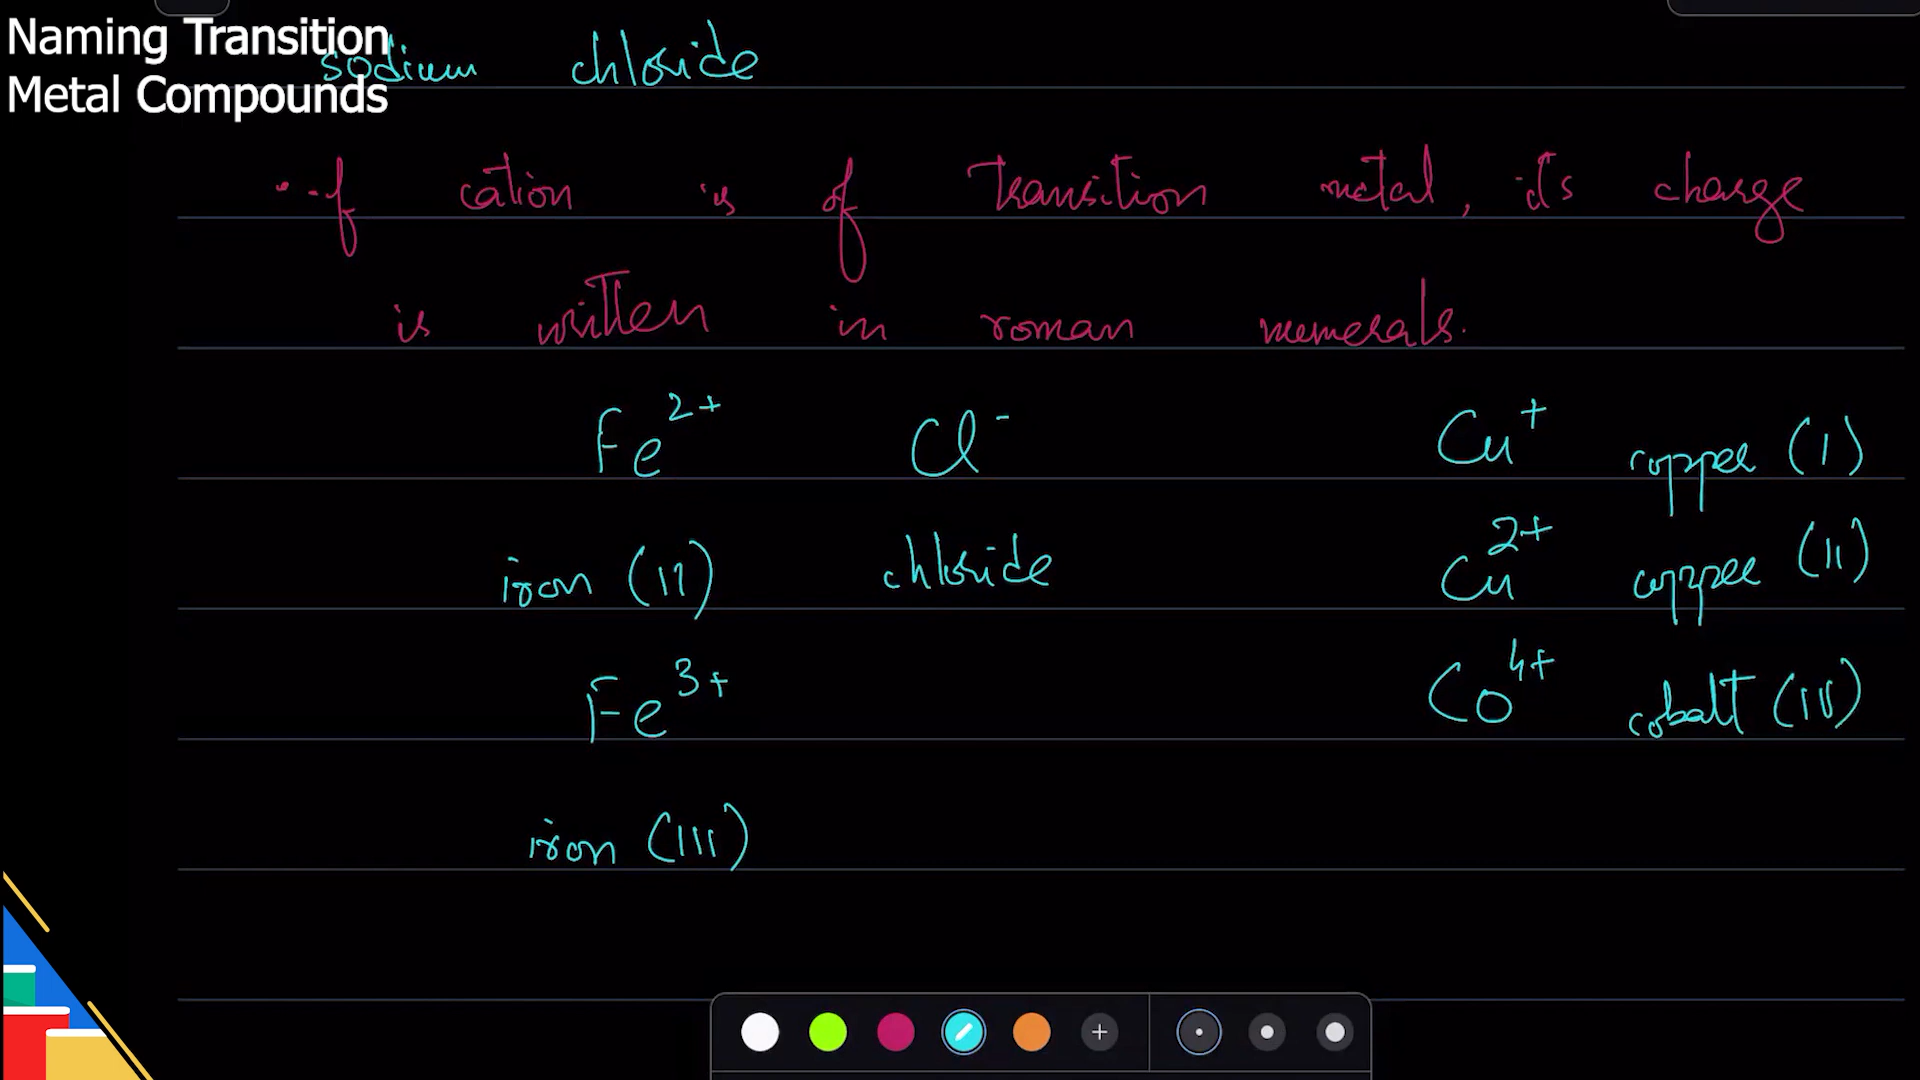 Naming Transition
Metal Compounds
sodium chloride
• If cation is of transition metal, it's charge
is written in roman numerals.
Fe²⁺ Cl⁻ Cu⁺ copper (I)
iron (II) chloride Cu²⁺ copper (II)
Fe³⁺ Co⁴⁺ cobalt (IV)
iron (III)